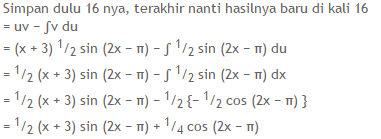 Simpan dulu 16 nya, terakhir nanti hasilnya baru di kali 16
= uv − ∫v du
= (x + 3) 1/2 sin (2x − π) − ∫ 1/2 sin (2x − π) du
= 1/2 (x + 3) sin (2x − π) − ∫ 1/2 sin (2x − π) dx
= 1/2 (x + 3) sin (2x − π) − 1/2 {− 1/2 cos (2x − π) }
= 1/2 (x + 3) sin (2x − π) + 1/4 cos (2x − π)